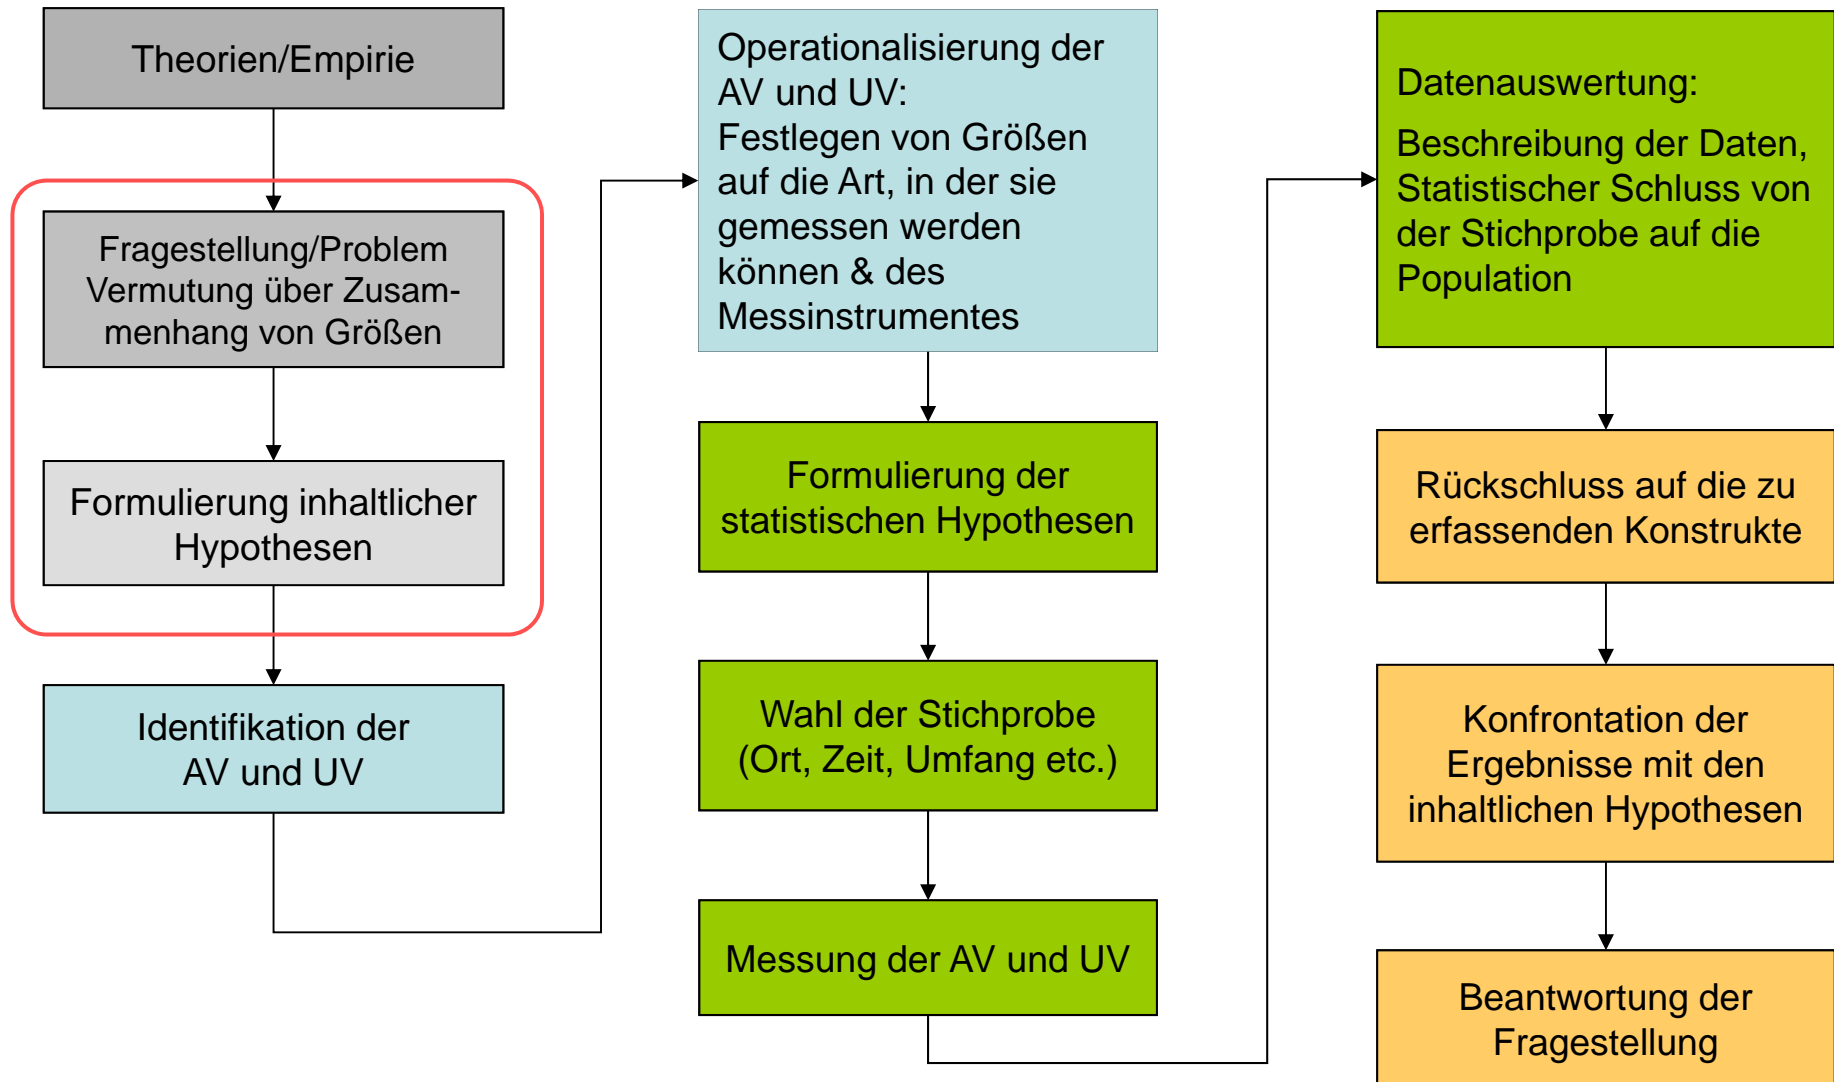 Theorien/Empirie
Fragestellung/Problem
Vermutung über Zusam-
menhang von Größen
Formulierung inhaltlicher
Hypothesen
Identifikation der
AV und UV
Operationalisierung der
AV und UV:
Festlegen von Größen
auf die Art, in der sie
gemessen werden
können & des
Messinstrumentes
Formulierung der
statistischen Hypothesen
Wahl der Stichprobe
(Ort, Zeit, Umfang etc.)
Messung der AV und UV
Datenauswertung:
Beschreibung der Daten,
Statistischer Schluss von
der Stichprobe auf die
Population
Rückschluss auf die zu
erfassenden Konstrukte
Konfrontation der
Ergebnisse mit den
inhaltlichen Hypothesen
Beantwortung der
Fragestellung